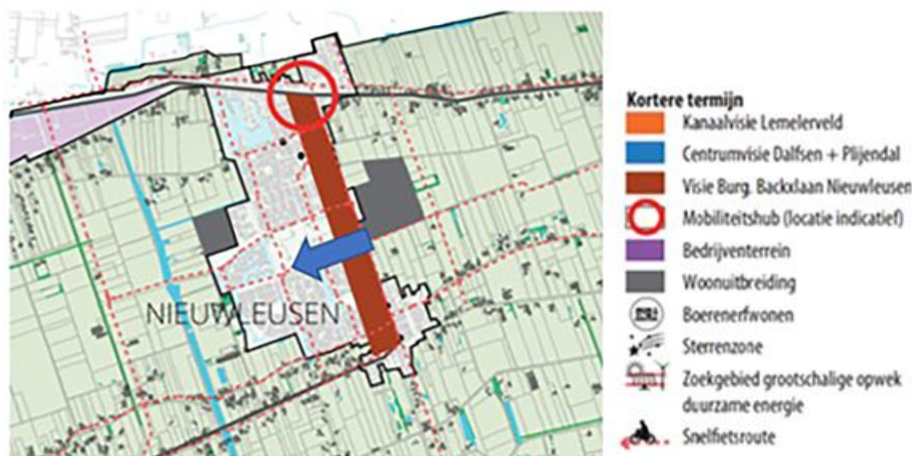 NIEUWLEUSEN
Kortere termijn
Kanaalvisie Lemelerveld
Centrumvisie Dalfsen + Plijendal
Visie Burg. Backxlaan Nieuwleusen
Mobiliteitshub (locatie indicatief)
Bedrijventerrein
Woonuitbreiding
Boerenerfwonen
Sterrenzone
Zoekgebied grootschalige opwek
duurzame energie
Snelfietsroute